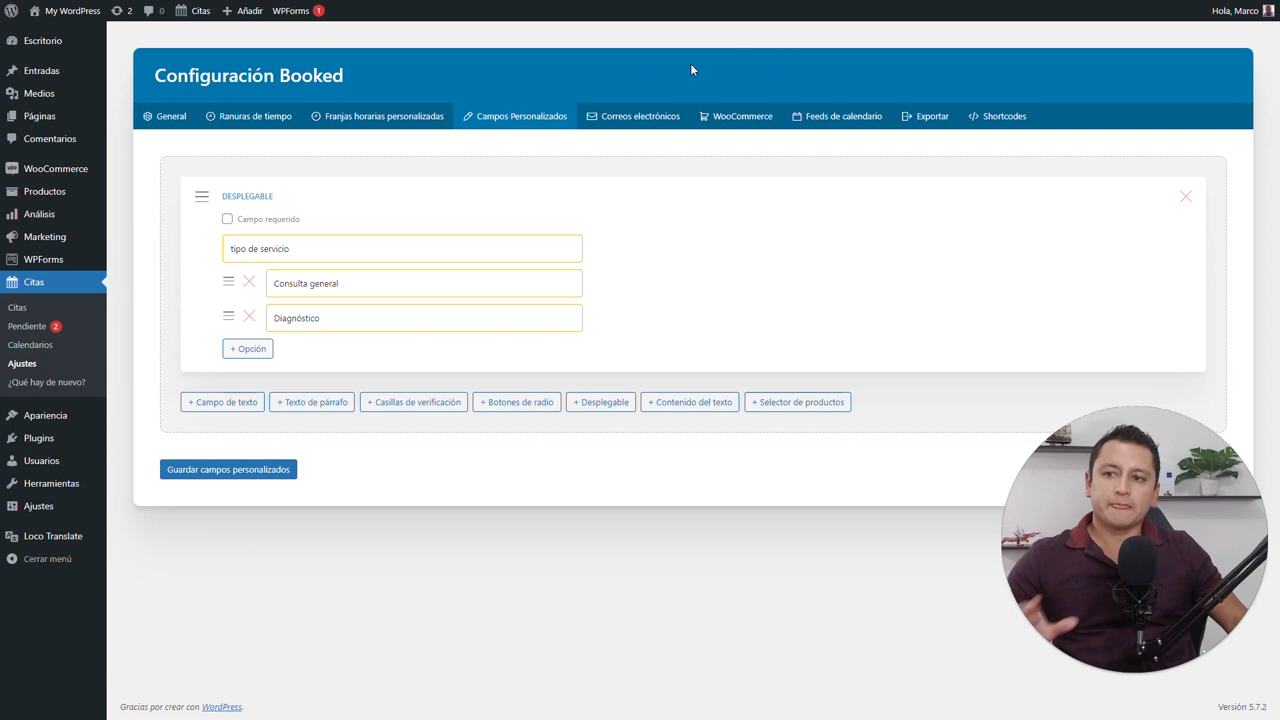 My WordPress 2 0 Citas Añadir WPForms 1 Hola, Marco
Escritorio
Entradas
Medios
Páginas
Comentarios
WooCommerce
Productos
Análisis
Marketing
WPForms
Citas
Citas
Pendiente 2
Calendarios
Ajustes
¿Qué hay de nuevo?
Apariencia
Plugins
Usuarios
Herramientas
Ajustes
Loco Translate
Cerrar menú
Configuración Booked
General Ranuras de tiempo Franjas horarias personalizadas Campos Personalizados Correos electrónicos WooCommerce Feeds de calendario Exportar Shortcodes
DESPLEGABLE
Campo requerido
tipo de servicio
Consulta general
Diagnóstico
+ Opción
+ Campo de texto + Texto de párrafo + Casillas de verificación + Botones de radio + Desplegable + Contenido del texto + Selector de productos
Guardar campos personalizados
Gracias por crear con WordPress. Versión 5.7.2